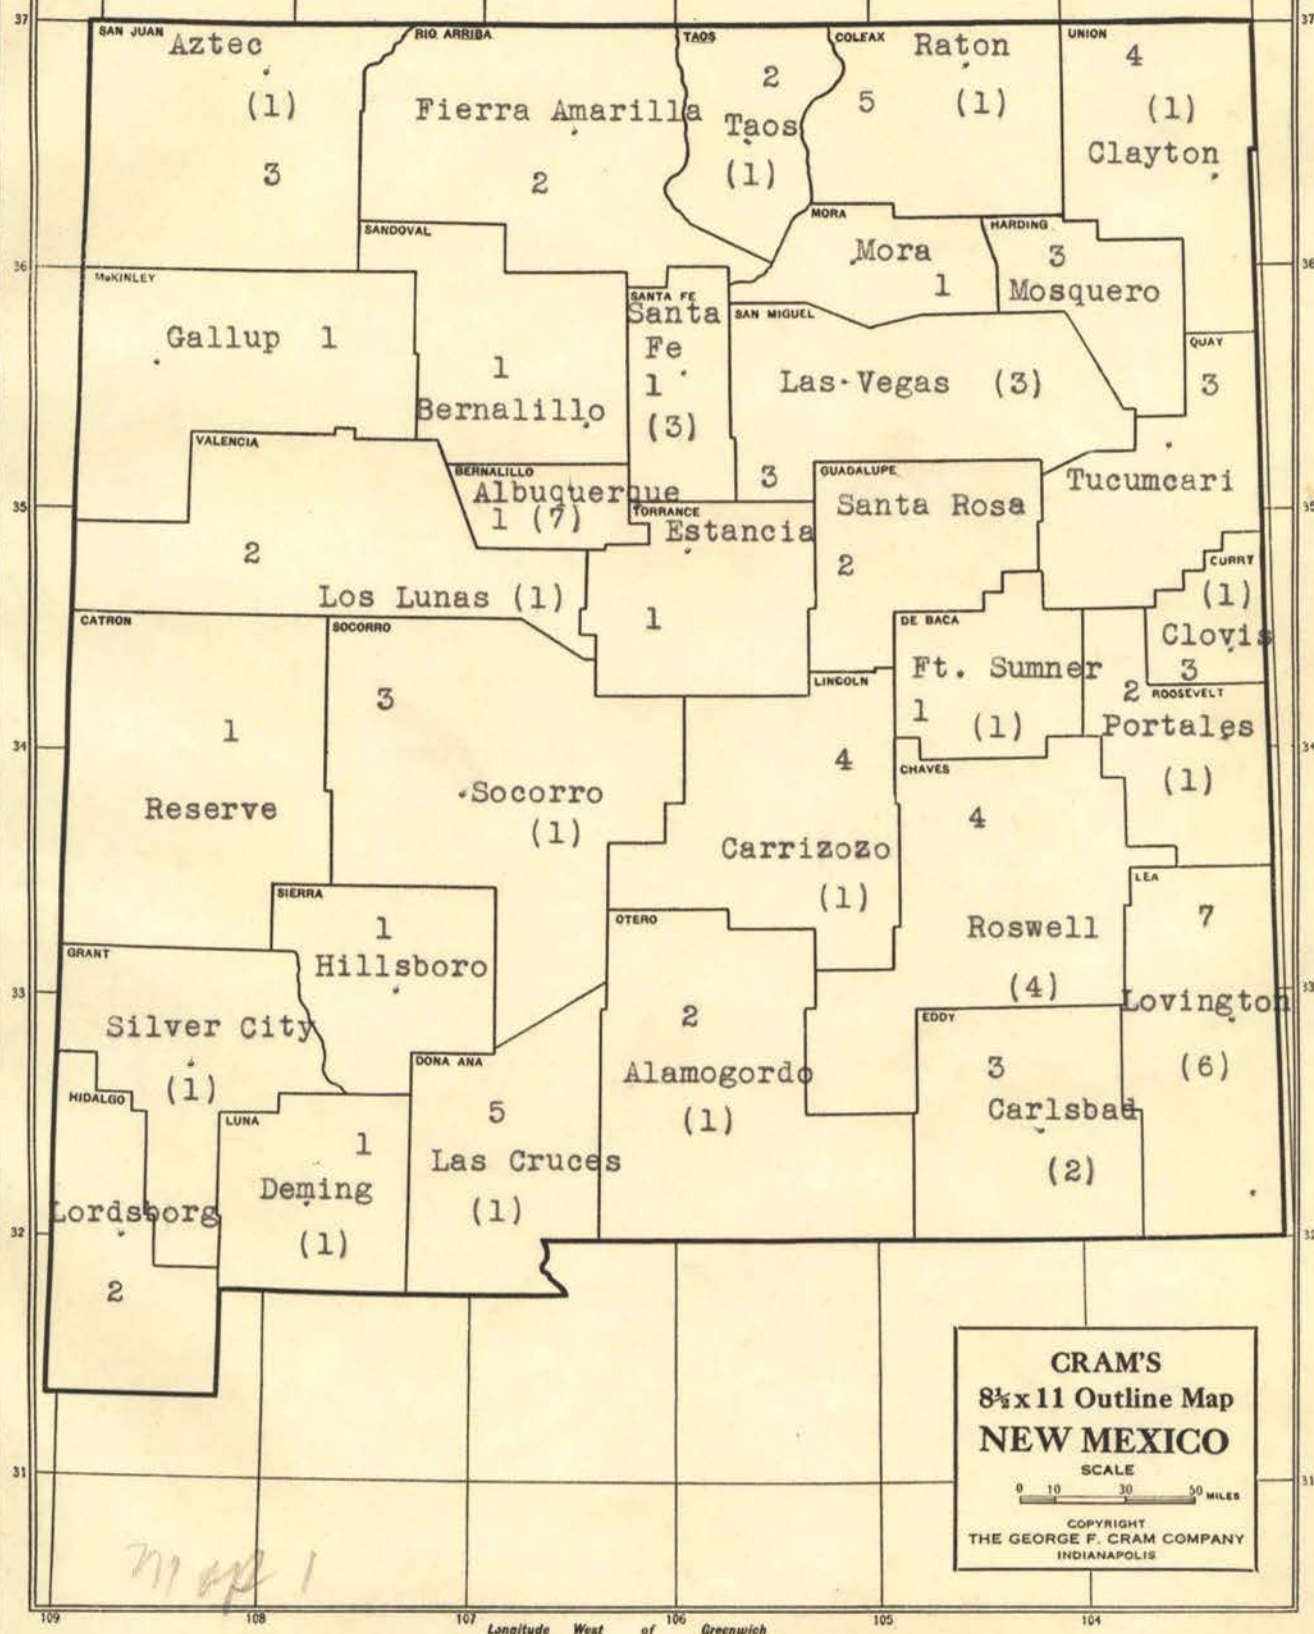 37
37
SAN JUAN
Aztec
(1)
3
RIO ARRIBA
Fierra Amarilla
2
TAOS
2
Taos
(1)
COLFAX
Raton
5
(1)
UNION
4
(1)
Clayton
MORA
Mora
1
HARDING
3
Mosquero
36
36
SANDOVAL
1
Bernalillo
McKINLEY
Gallup 1
SANTA FE
Santa
Fe
1
(3)
SAN MIGUEL
Las Vegas (3)
3
QUAY
3
Tucumcari
VALENCIA
2
Los Lunas (1)
BERNALILLO
Albuquerque
1 (7)
TORRANCE
Estancia
1
GUADALUPE
Santa Rosa
2
35
35
CURRY
(1)
Clovis
3
CATRON
1
Reserve
SOCORRO
3
Socorro
(1)
LINCOLN
4
Carrizozo
(1)
DE BACA
Ft. Sumner
1
(1)
2
ROOSEVELT
Portales
(1)
34
34
CHAVES
4
Roswell
(4)
LEA
7
Lovington
(6)
SIERRA
1
Hillsboro
OTERO
2
Alamogordo
(1)
GRANT
Silver City
(1)
33
33
EDDY
3
Carlsbad
(2)
DONA ANA
5
Las Cruces
(1)
HIDALGO
Lordsborg
2
LUNA
1
Deming
(1)
32
32
CRAM'S
8½x11 Outline Map
NEW MEXICO
SCALE
0 10 30 50 MILES
COPYRIGHT
THE GEORGE F. CRAM COMPANY
INDIANAPOLIS
31
31
Map 1
109 108 107 106 105 104
Longitude West of Greenwich